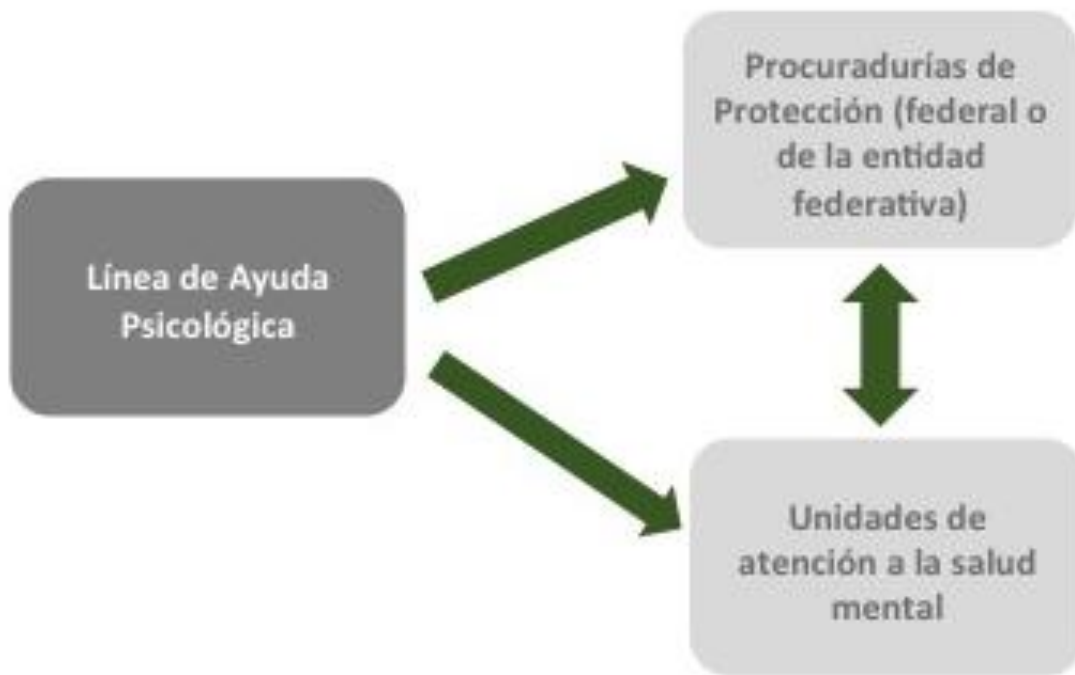 Procuradurías de
Protección (federal o
de la entidad
federativa)
Línea de Ayuda
Psicológica
Unidades de
atención a la salud
mental